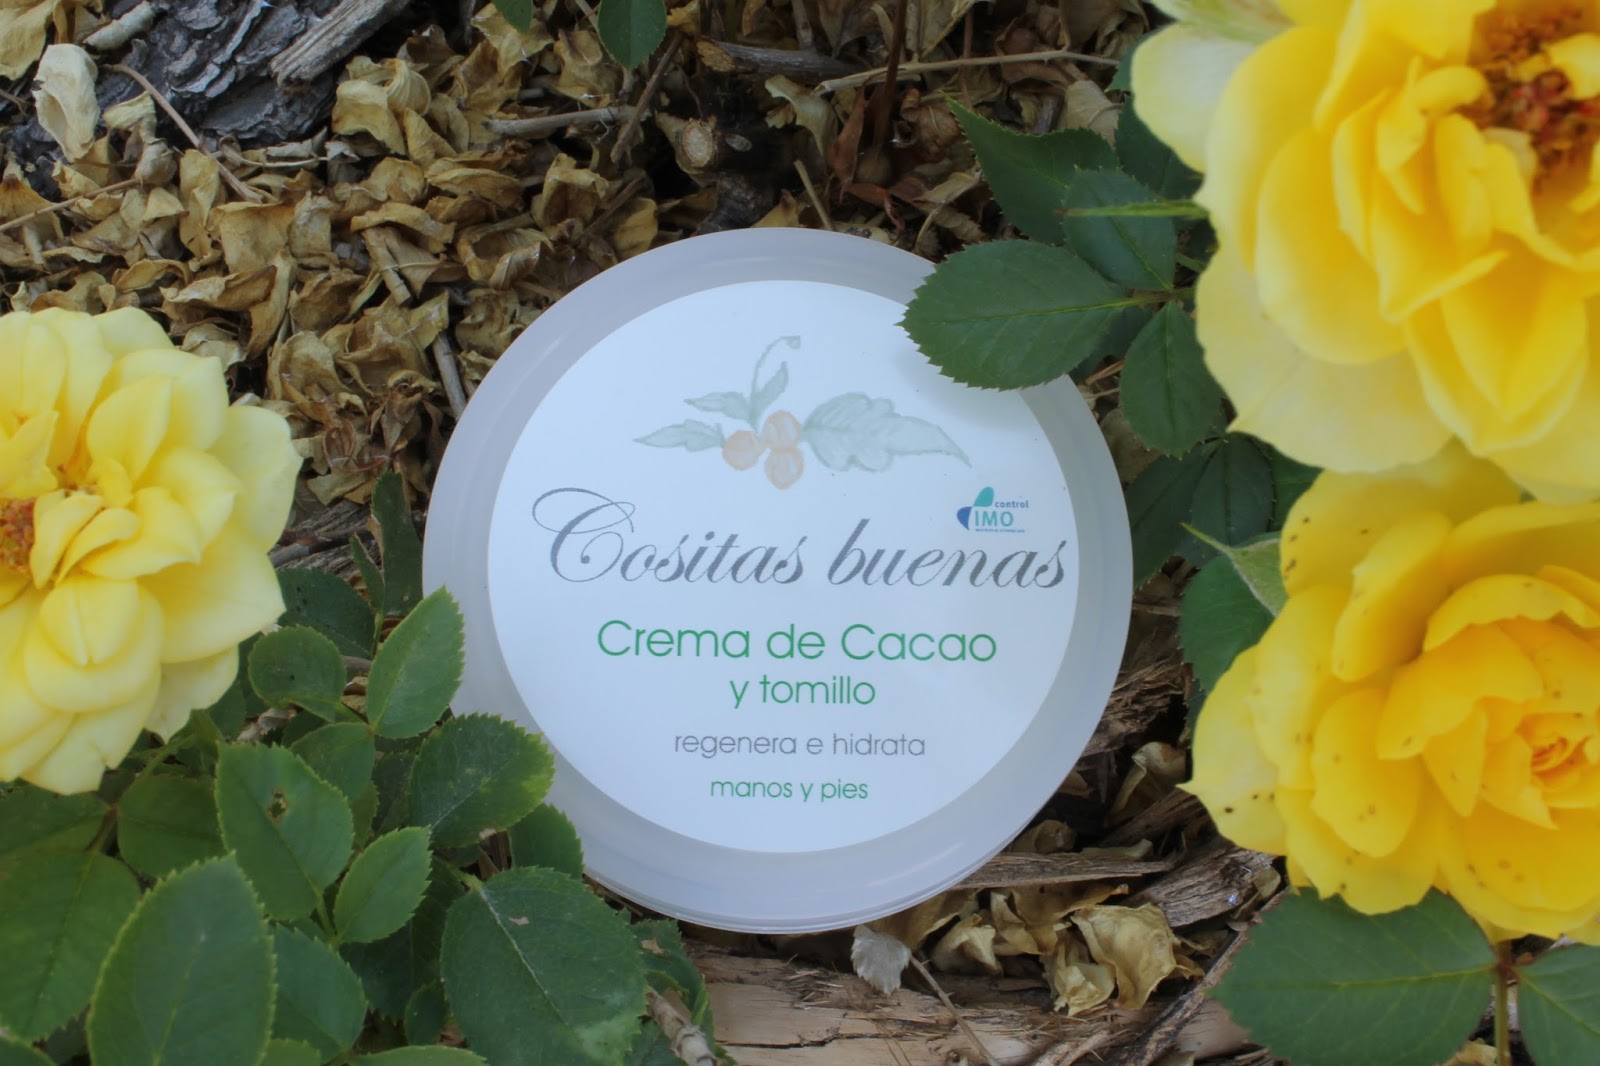 control
IMO
Cositas buenas
Crema de Cacao
y tomillo
regenera e hidrata
manos y pies